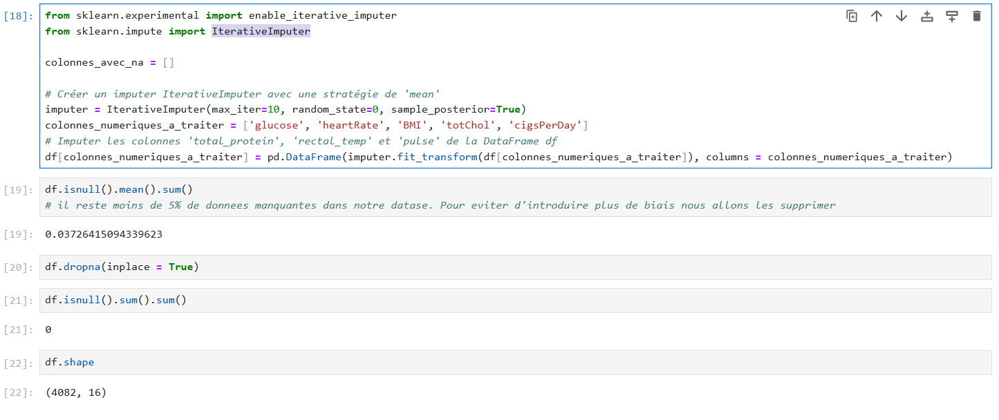 [18]: from sklearn.experimental import enable_iterative_imputer
from sklearn.impute import IterativeImputer
colonnes_avec_na = []
# Créer un imputer IterativeImputer avec une stratégie de 'mean'
imputer = IterativeImputer(max_iter=10, random_state=0, sample_posterior=True)
colonnes_numeriques_a_traiter = ['glucose', 'heartRate', 'BMI', 'totChol', 'cigsPerDay']
# Imputer les colonnes 'total_protein', 'rectal_temp' et 'pulse' de la DataFrame df
df[colonnes_numeriques_a_traiter] = pd.DataFrame(imputer.fit_transform(df[colonnes_numeriques_a_traiter]), columns = colonnes_numeriques_a_traiter)
[19]: df.isnull().mean().sum()
# il reste moins de 5% de donnees manquantes dans notre datase. Pour eviter d'introduire plus de biais nous allons les supprimer
[19]: 0.03726415094339623
[20]: df.dropna(inplace = True)
[21]: df.isnull().sum().sum()
[21]: 0
[22]: df.shape
[22]: (4082, 16)